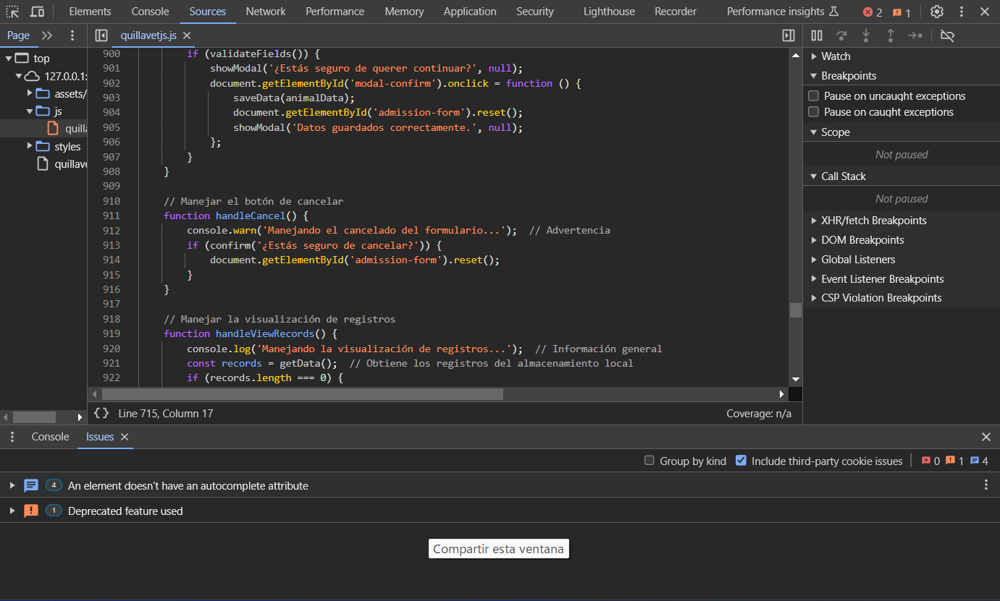 Elements Console Sources Network Performance Memory Application Security Lighthouse Recorder Performance insights 2 1
Page
quillavetjs.js
top
127.0.0.1:
assets/
js
quilla
styles
quillave
900 if (validateFields()) {
901 showModal('¿Estás seguro de querer continuar?', null);
902 document.getElementById('modal-confirm').onclick = function () {
903 saveData(animalData);
904 document.getElementById('admission-form').reset();
905 showModal('Datos guardados correctamente.', null);
906 };
907 }
908 }
909
910 // Manejar el botón de cancelar
911 function handleCancel() {
912 console.warn('Manejando el cancelado del formulario...');  // Advertencia
913 if (confirm('¿Estás seguro de cancelar?')) {
914 document.getElementById('admission-form').reset();
915 }
916 }
917
918 // Manejar la visualización de registros
919 function handleViewRecords() {
920 console.log('Manejando la visualización de registros...');  // Información general
921 const records = getData();  // Obtiene los registros del almacenamiento local
922 if (records.length === 0) {
{} Line 715, Column 17
Coverage: n/a
Watch
Breakpoints
Pause on uncaught exceptions
Pause on caught exceptions
Scope
Not paused
Call Stack
Not paused
XHR/fetch Breakpoints
DOM Breakpoints
Global Listeners
Event Listener Breakpoints
CSP Violation Breakpoints
Console Issues
Group by kind Include third-party cookie issues 0 1 4
4 An element doesn't have an autocomplete attribute
1 Deprecated feature used
Compartir esta ventana